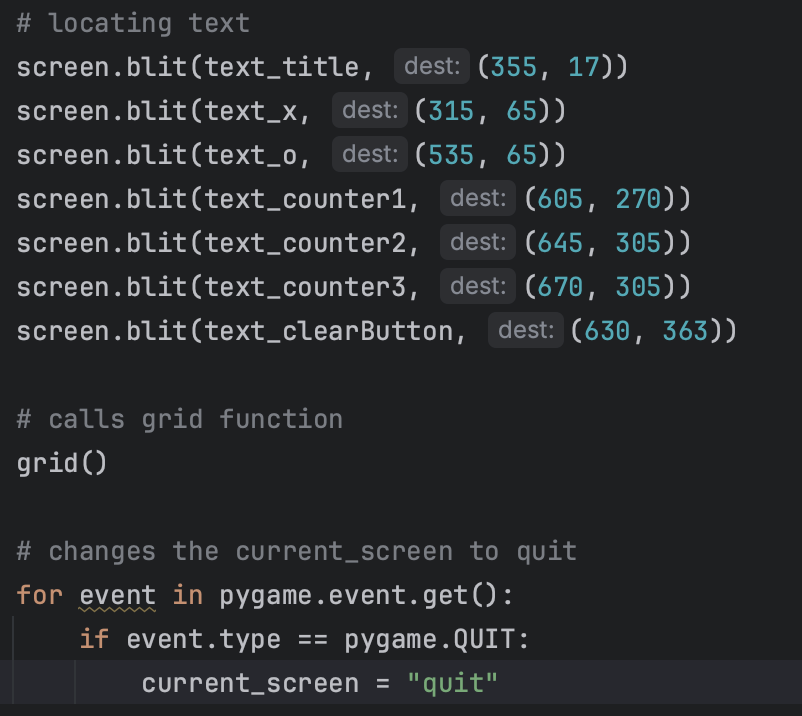 # locating text
screen.blit(text_title, dest: (355, 17))
screen.blit(text_x, dest: (315, 65))
screen.blit(text_o, dest: (535, 65))
screen.blit(text_counter1, dest: (605, 270))
screen.blit(text_counter2, dest: (645, 305))
screen.blit(text_counter3, dest: (670, 305))
screen.blit(text_clearButton, dest: (630, 363))
# calls grid function
grid()
# changes the current_screen to quit
for event in pygame.event.get():
    if event.type == pygame.QUIT:
        current_screen = "quit"